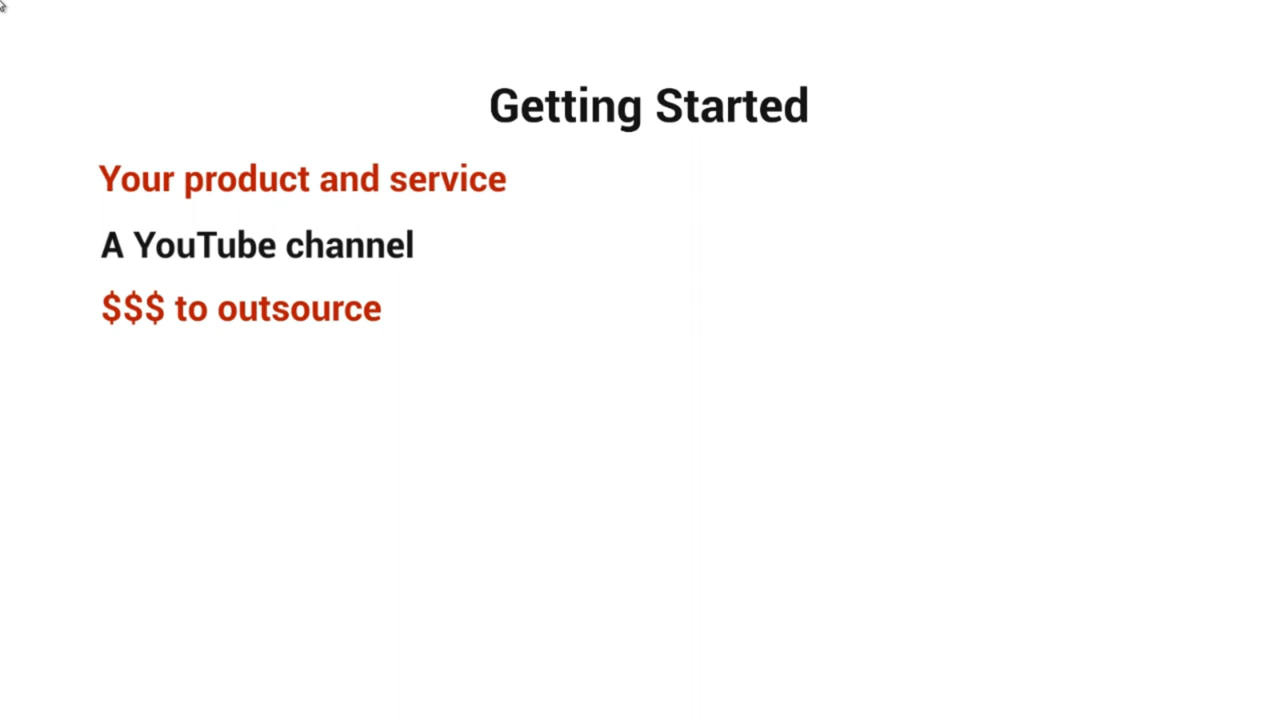 Getting Started
Your product and service
A YouTube channel
$$$ to outsource